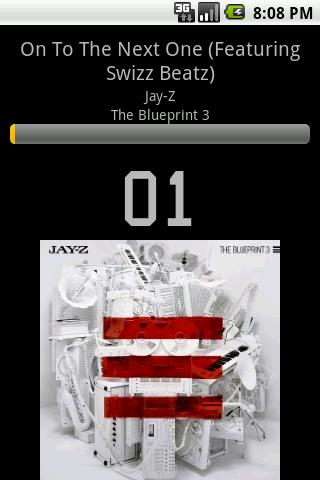 3G 8:08 PM
On To The Next One (Featuring
Swizz Beatz)
Jay-Z
The Blueprint 3
01
JAY-Z THE BLUEPRINT 3